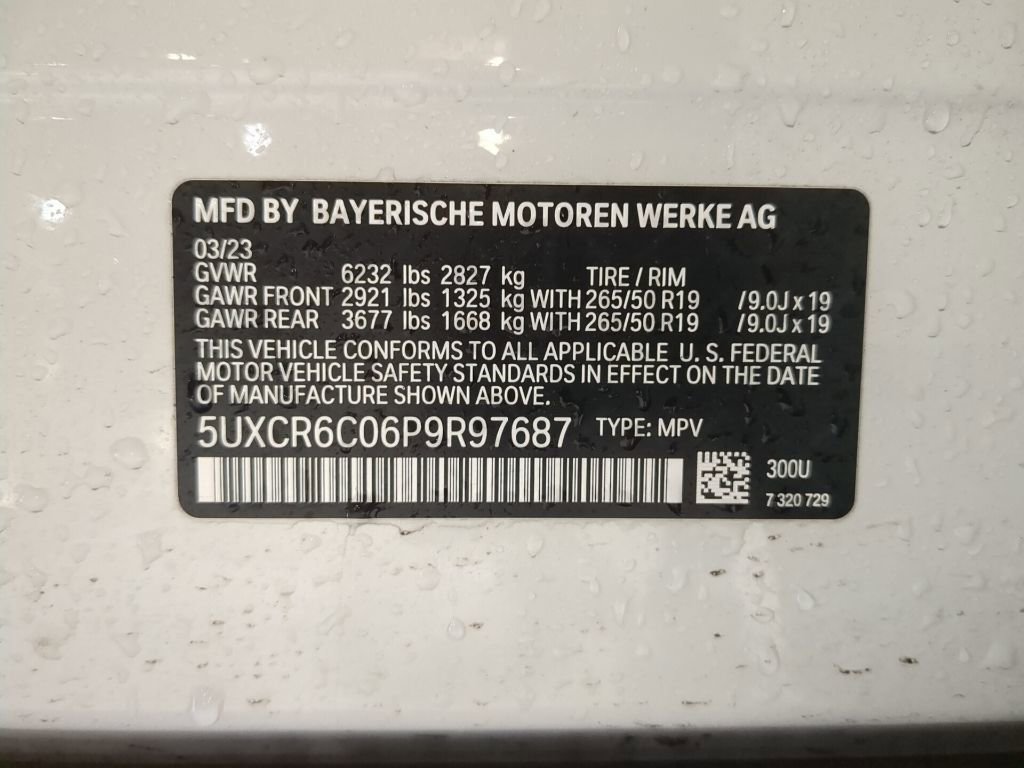 MFD BY BAYERISCHE MOTOREN WERKE AG
03/23
GVWR 6232 lbs 2827 kg TIRE / RIM
GAWR FRONT 2921 lbs 1325 kg WITH 265/50 R19 / 9.0J x 19
GAWR REAR 3677 lbs 1668 kg WITH 265/50 R19 / 9.0J x 19
THIS VEHICLE CONFORMS TO ALL APPLICABLE U. S. FEDERAL
MOTOR VEHICLE SAFETY STANDARDS IN EFFECT ON THE DATE
OF MANUFACTURE SHOWN ABOVE.
5UXCR6C06P9R97687 TYPE: MPV
300U
7 320 729